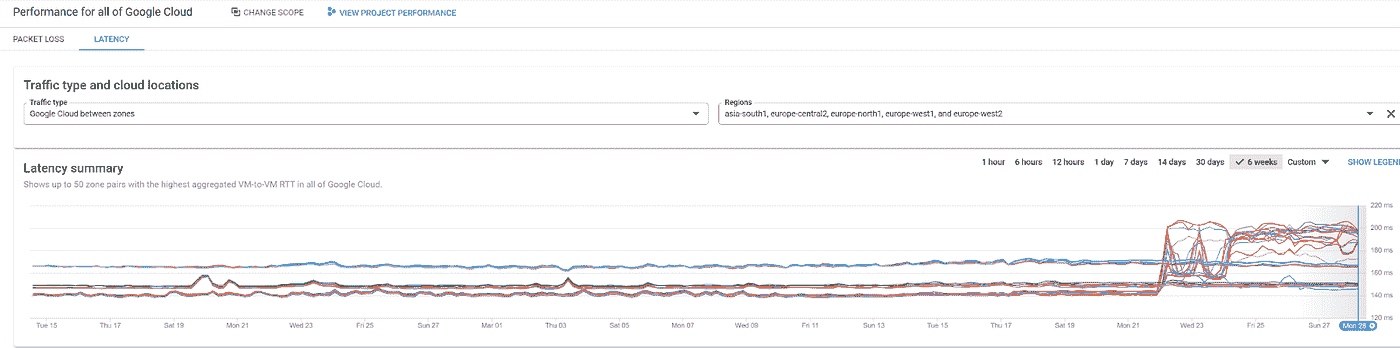 Performance for all of Google Cloud CHANGE SCOPE VIEW PROJECT PERFORMANCE
PACKET LOSS LATENCY
Traffic type and cloud locations
Traffic type Regions
Google Cloud between zones asia-south1, europe-central2, europe-north1, europe-west1, and europe-west2
Latency summary 1 hour 6 hours 12 hours 1 day 7 days 14 days 30 days 6 weeks Custom SHOW LEGEN
Shows up to 50 zone pairs with the highest aggregated VM-to-VM RTT in all of Google Cloud.
220 ms
200 ms
180 ms
160 ms
140 ms
120 ms
Tue 15 Thu 17 Sat 19 Mon 21 Wed 23 Fri 25 Sun 27 Mar 01 Thu 03 Sat 05 Mon 07 Wed 09 Fri 11 Sun 13 Tue 15 Thu 17 Sat 19 Mon 21 Wed 23 Fri 25 Sun 27 Mon 28